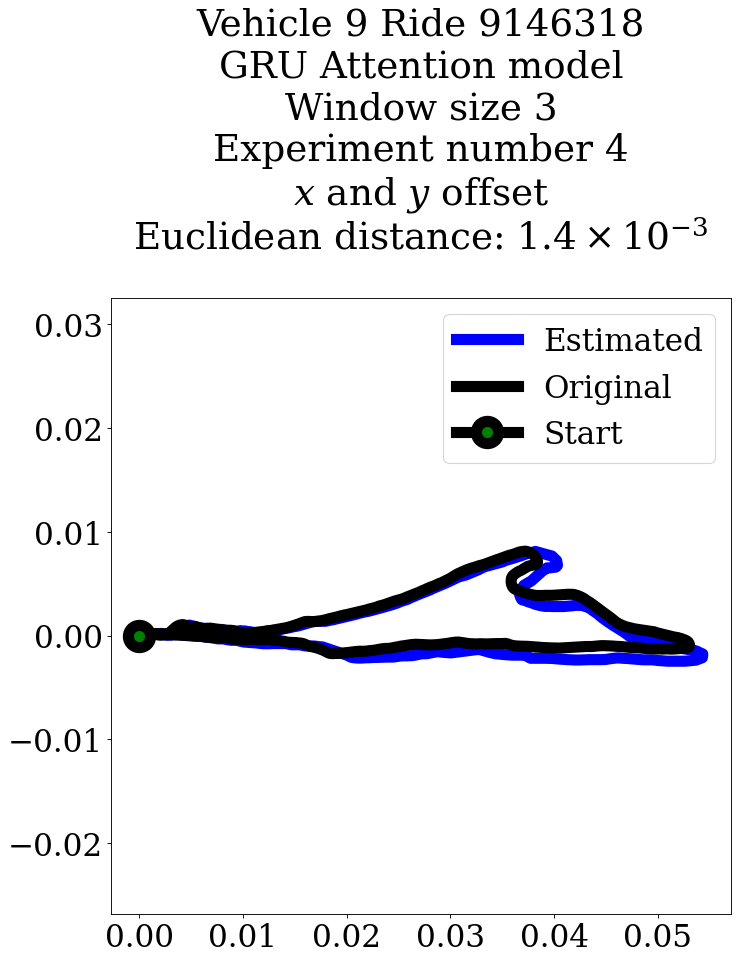 Vehicle 9 Ride 9146318
GRU Attention model
Window size 3
Experiment number 4
x and y offset
Euclidean distance: 1.4 × 10⁻³
0.03
0.02
0.01
0.00
−0.01
−0.02
Estimated
Original
Start
0.00 0.01 0.02 0.03 0.04 0.05